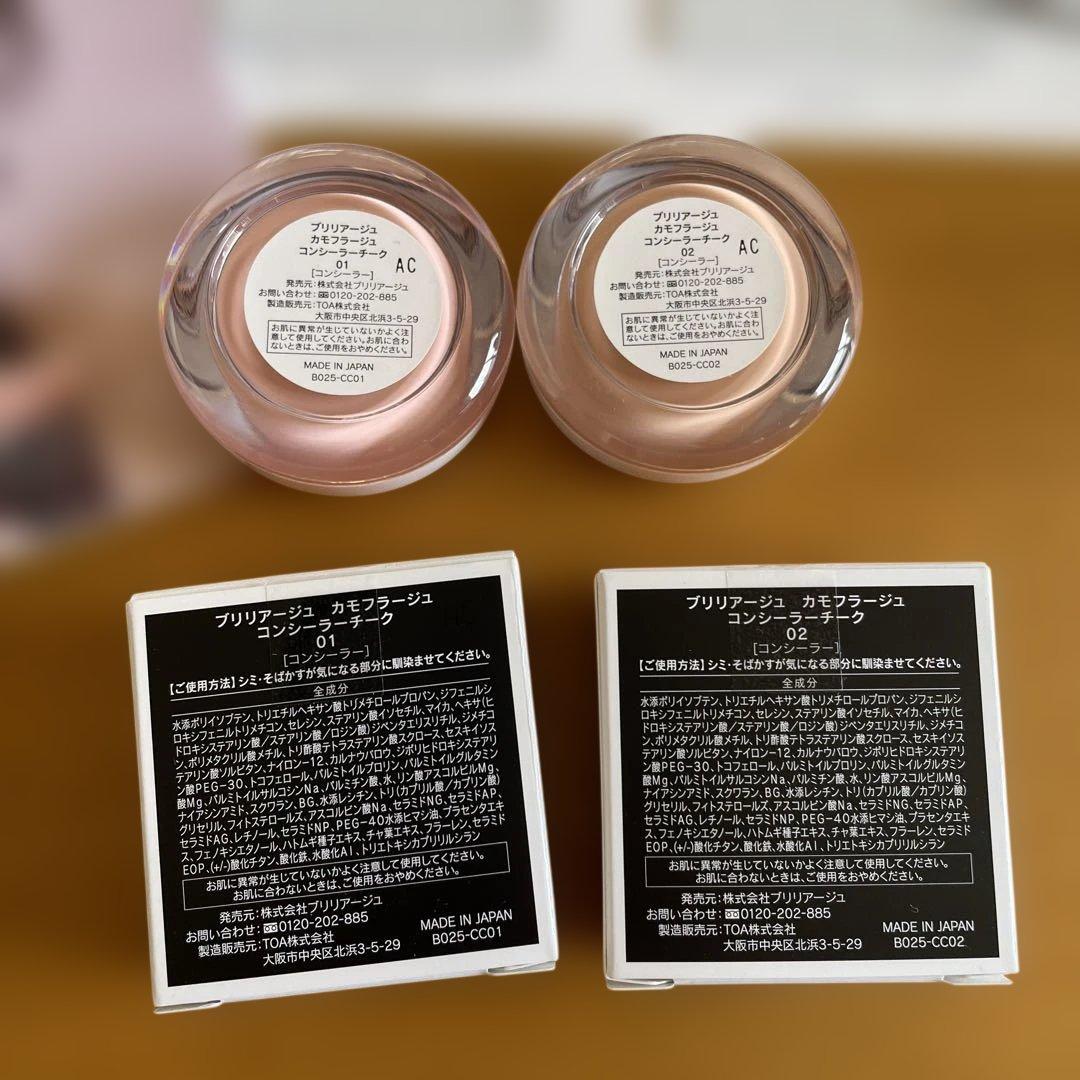 ブリリアージュ
カモフラージュ
コンシーラーチーク
01
[コンシーラー]
AC
発売元:株式会社ブリリアージュ
お問い合わせ:0120-202-885
製造販売元:TOA株式会社
大阪市中央区北浜3-5-29
お肌に異常が生じていないかよく注
意して使用してください。お肌に合わ
ないときは、ご使用をおやめください。
MADE IN JAPAN
B025-CC01
ブリリアージュ
カモフラージュ
コンシーラーチーク
02
[コンシーラー]
AC
発売元:株式会社ブリリアージュ
お問い合わせ:0120-202-885
製造販売元:TOA株式会社
大阪市中央区北浜3-5-29
お肌に異常が生じていないかよく注
意して使用してください。お肌に合わ
ないときは、ご使用をおやめください。
MADE IN JAPAN
B025-CC02
ブリリアージュ カモフラージュ
コンシーラーチーク
01
[コンシーラー]
【ご使用方法】シミ・そばかすが気になる部分に馴染ませてください。
全成分
水添ポリイソブテン、トリエチルヘキサン酸トリメチロールプロパン、ジフェニルシ
ロキシフェニルトリメチコン、セレシン、ステアリン酸イソセチル、マイカ、ヘキサ(ヒ
ドロキシステアリン酸/ステアリン酸/ロジン酸)ジペンタエリスリチル、ジメチコ
ン、ポリメタクリル酸メチル、トリ酢酸テトラステアリン酸スクロース、セスキイソス
テアリン酸ソルビタン、ナイロン-12、カルナウバロウ、ジポリヒドロキシステアリ
ン酸PEG-30、トコフェロール、パルミトイルプロリン、パルミトイルグルタミン
酸Mg、パルミトイルサルコシンNa、パルミチン酸、水、リン酸アスコルビルMg、
ナイアシンアミド、スクワラン、BG、水添レシチン、トリ(カプリル酸/カプリン酸)
グリセリル、フィトステロールズ、アスコルビン酸Na、セラミドNG、セラミドAP、
セラミドAG、レチノール、セラミドNP、PEG-40水添ヒマシ油、プラセンタエキ
ス、フェノキシエタノール、ハトムギ種子エキス、チャ葉エキス、フラーレン、セラミド
EOP、(+/-)酸化チタン、酸化鉄、水酸化Al、トリエトキシカプリリルシラン
お肌に異常が生じていないかよく注意して使用してください。
お肌に合わないときは、ご使用をおやめください。
発売元:株式会社ブリリアージュ
お問い合わせ:0120-202-885
製造販売元:TOA株式会社
大阪市中央区北浜3-5-29
MADE IN JAPAN
B025-CC01
ブリリアージュ カモフラージュ
コンシーラーチーク
02
[コンシーラー]
【ご使用方法】シミ・そばかすが気になる部分に馴染ませてください。
全成分
水添ポリイソブテン、トリエチルヘキサン酸トリメチロールプロパン、ジフェニルシ
ロキシフェニルトリメチコン、セレシン、ステアリン酸イソセチル、マイカ、ヘキサ(ヒ
ドロキシステアリン酸/ステアリン酸/ロジン酸)ジペンタエリスリチル、ジメチコ
ン、ポリメタクリル酸メチル、トリ酢酸テトラステアリン酸スクロース、セスキイソス
テアリン酸ソルビタン、ナイロン-12、カルナウバロウ、ジポリヒドロキシステアリ
ン酸PEG-30、トコフェロール、パルミトイルプロリン、パルミトイルグルタミン
酸Mg、パルミトイルサルコシンNa、パルミチン酸、水、リン酸アスコルビルMg、
ナイアシンアミド、スクワラン、BG、水添レシチン、トリ(カプリル酸/カプリン酸)
グリセリル、フィトステロールズ、アスコルビン酸Na、セラミドNG、セラミドAP、
セラミドAG、レチノール、セラミドNP、PEG-40水添ヒマシ油、プラセンタエキ
ス、フェノキシエタノール、ハトムギ種子エキス、チャ葉エキス、フラーレン、セラミド
EOP、(+/-)酸化チタン、酸化鉄、水酸化Al、トリエトキシカプリリルシラン
お肌に異常が生じていないかよく注意して使用してください。
お肌に合わないときは、ご使用をおやめください。
発売元:株式会社ブリリアージュ
お問い合わせ:0120-202-885
製造販売元:TOA株式会社
大阪市中央区北浜3-5-29
MADE IN JAPAN
B025-CC02